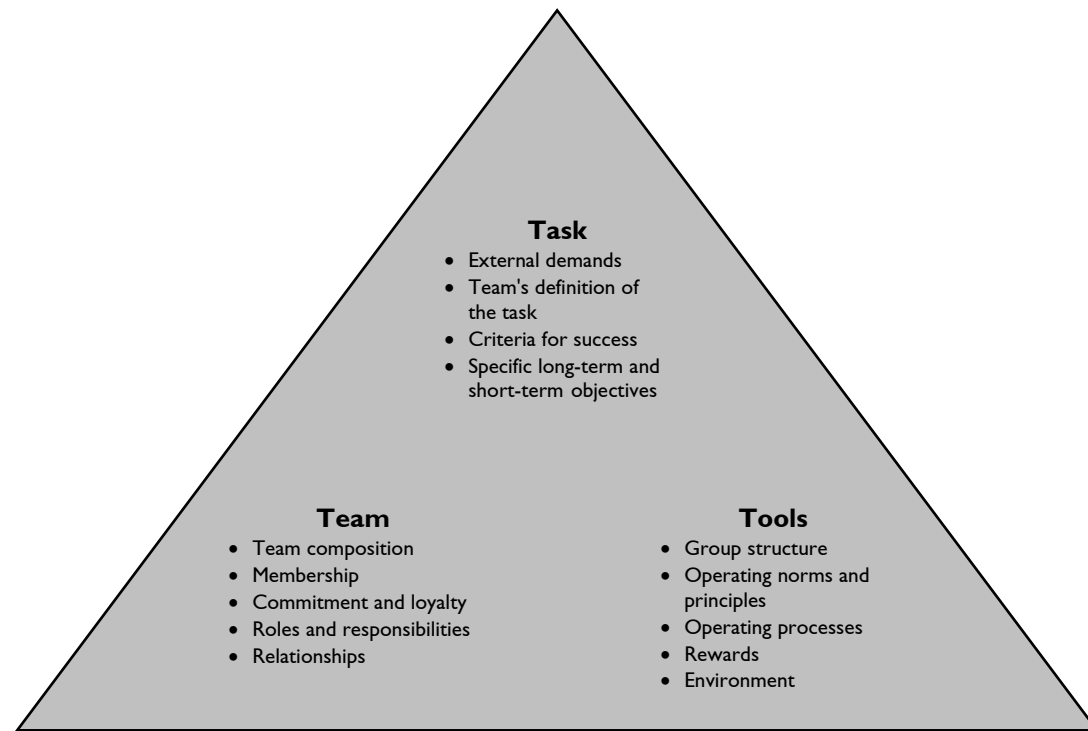 Task
• External demands
• Team's definition of
the task
• Criteria for success
• Specific long-term and
short-term objectives
Team
• Team composition
• Membership
• Commitment and loyalty
• Roles and responsibilities
• Relationships
Tools
• Group structure
• Operating norms and
principles
• Operating processes
• Rewards
• Environment